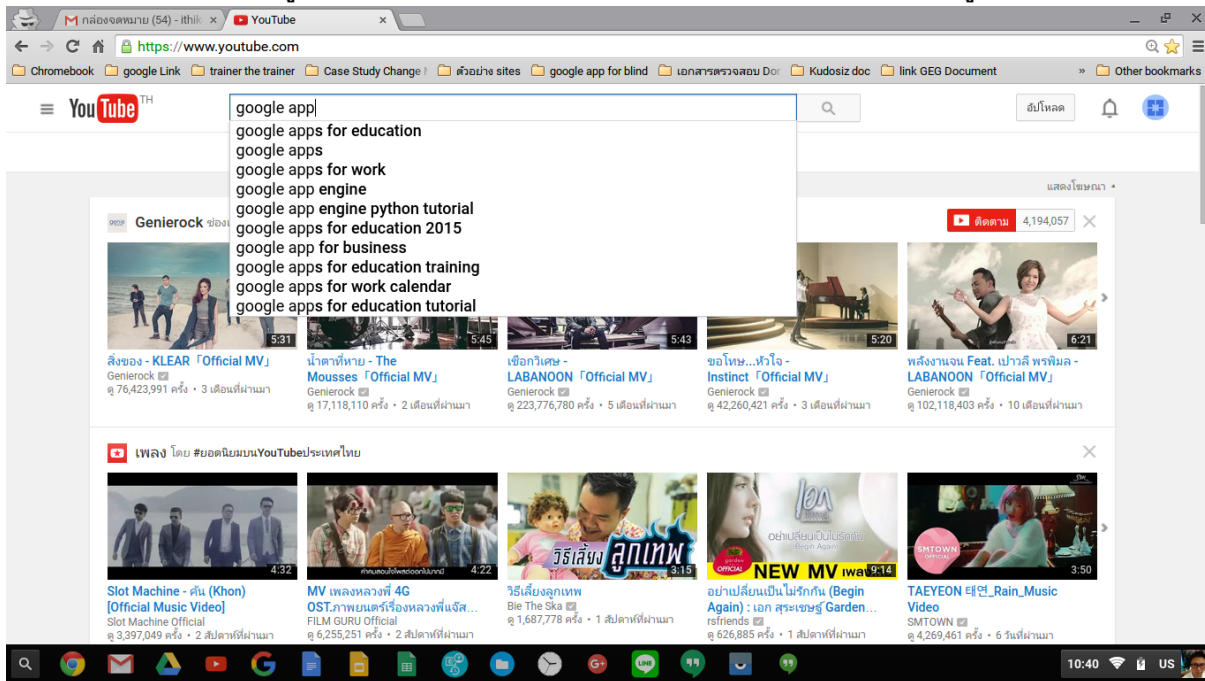 กล่องจดหมาย (54) - ithik
YouTube
https://www.youtube.com
Chromebook
google Link
trainer the trainer
Case Study Change
ตัวอย่าง sites
google app for blind
เอกสารตรวจสอบ Dor
Kudosiz doc
link GEG Document
»
Other bookmarks
YouTube TH
google app
อัปโหลด
google apps for education
google apps
google apps for work
google app engine
google app engine python tutorial
google apps for education 2015
google app for business
google apps for education training
google apps for work calendar
google apps for education tutorial
แสดงโฆษณา
Genierock
ติดตาม 4,194,057
5:31
5:45
5:43
5:20
6:21
สิ่งของ - KLEAR「Official MV」
Genierock
ดู 76,423,991 ครั้ง • 3 เดือนที่ผ่านมา
น้ำตาที่หาย - The
Mousses「Official MV」
Genierock
ดู 17,118,110 ครั้ง • 2 เดือนที่ผ่านมา
เชือกวิเศษ -
LABANOON「Official MV」
Genierock
ดู 223,776,780 ครั้ง • 5 เดือนที่ผ่านมา
ขอโทษ...หัวใจ -
Instinct「Official MV」
Genierock
ดู 42,260,421 ครั้ง • 3 เดือนที่ผ่านมา
พลังงานจน Feat. เปาวลี พรพิมล -
LABANOON「Official MV」
Genierock
ดู 102,118,403 ครั้ง • 10 เดือนที่ผ่านมา
เพลง โดย #ยอดนิยมบนYouTubeประเทศไทย
4:32
4:22
วิธีเลี้ยง ลูกเทพ
3:15
เอก
อย่าเปลี่ยนเป็นไม่รักกัน
(Begin Again)
OFFICIAL
NEW MV
9:14
SMTOWN
OFFICIAL
3:50
Slot Machine - คัน (Khon)
[Official Music Video]
Slot Machine Official
ดู 3,397,049 ครั้ง • 2 สัปดาห์ที่ผ่านมา
MV เพลงหลวงพี่ 4G
OST.ภาพยนตร์เรื่องหลวงพี่แจ๊ส…
FILM GURU Official
ดู 6,255,251 ครั้ง • 2 สัปดาห์ที่ผ่านมา
วิธีเลี้ยงลูกเทพ
Bie The Ska
ดู 1,687,778 ครั้ง • 1 สัปดาห์ที่ผ่านมา
อย่าเปลี่ยนเป็นไม่รักกัน (Begin
Again) : เอก สุระเชษฐ์ Garden…
rsfriends
ดู 626,885 ครั้ง • 1 สัปดาห์ที่ผ่านมา
TAEYEON 태연_Rain_Music
Video
SMTOWN
ดู 4,269,461 ครั้ง • 6 วันที่ผ่านมา
LINE
10:40
US